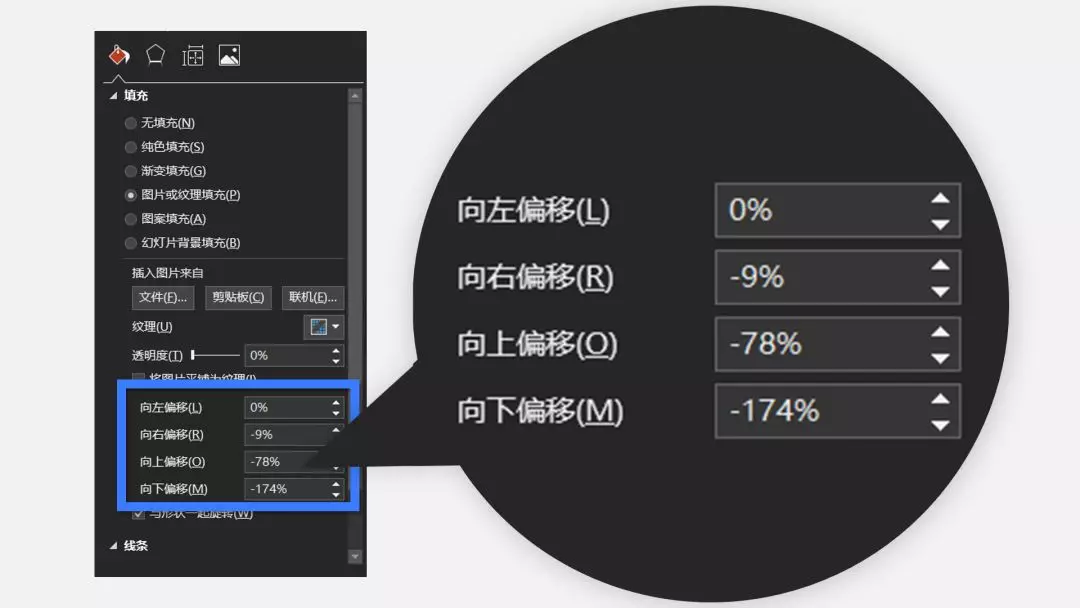 填充
无填充(N)
纯色填充(S)
渐变填充(G)
图片或纹理填充(P)
图案填充(A)
幻灯片背景填充(B)
插入图片来自
文件(F)... 剪贴板(C) 联机(E)...
纹理(U)
透明度(T) 0%
将图片平铺为纹理(I)
向左偏移(L) 0%
向右偏移(R) -9%
向上偏移(O) -78%
向下偏移(M) -174%
与形状一起旋转(W)
线条
向左偏移(L) 0%
向右偏移(R) -9%
向上偏移(O) -78%
向下偏移(M) -174%